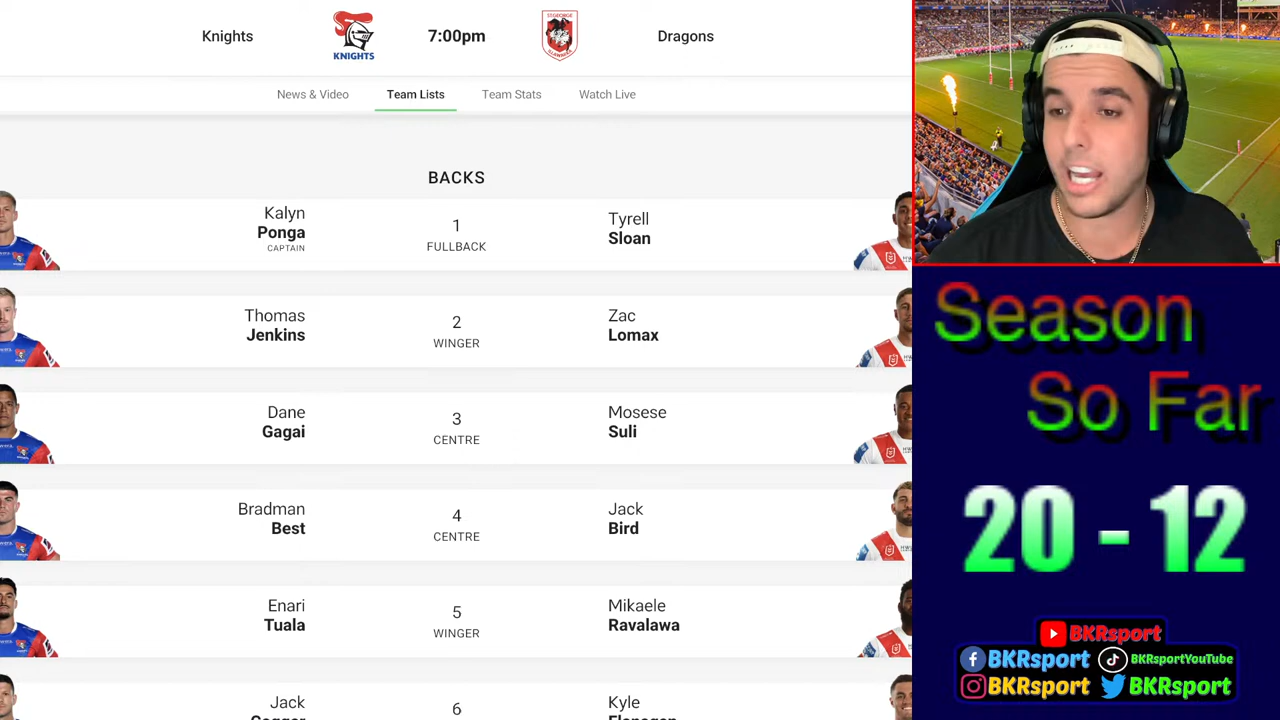 Knights
KNIGHTS
7:00pm
ST GEORGE
ILLAWARRA
Dragons
News & Video
Team Lists
Team Stats
Watch Live
BACKS
Kalyn
Ponga
CAPTAIN
1
FULLBACK
Tyrell
Sloan
Thomas
Jenkins
2
WINGER
Zac
Lomax
Dane
Gagai
3
CENTRE
Mosese
Suli
Bradman
Best
4
CENTRE
Jack
Bird
Enari
Tuala
5
WINGER
Mikaele
Ravalawa
Jack
6
Kyle
Season
So Far
20 - 12
BKRsport
BKRsport
BKRsportYouTube
BKRsport
BKRsport